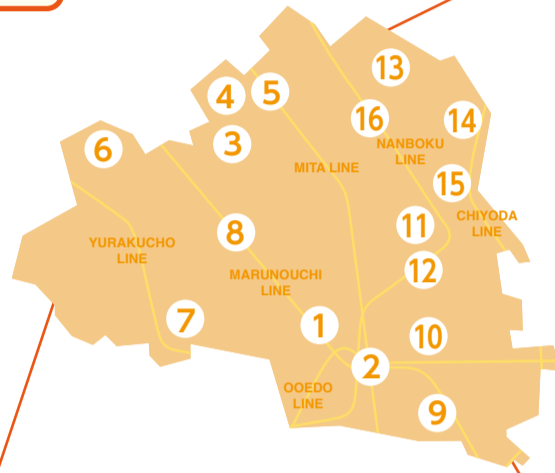 13
4
5
16
14
3
6
NANBOKU
LINE
MITA LINE
15
11
CHIYODA
LINE
8
YURAKUCHO
LINE
12
MARUNOUCHI
LINE
7
1
10
2
OOEDO
LINE
9